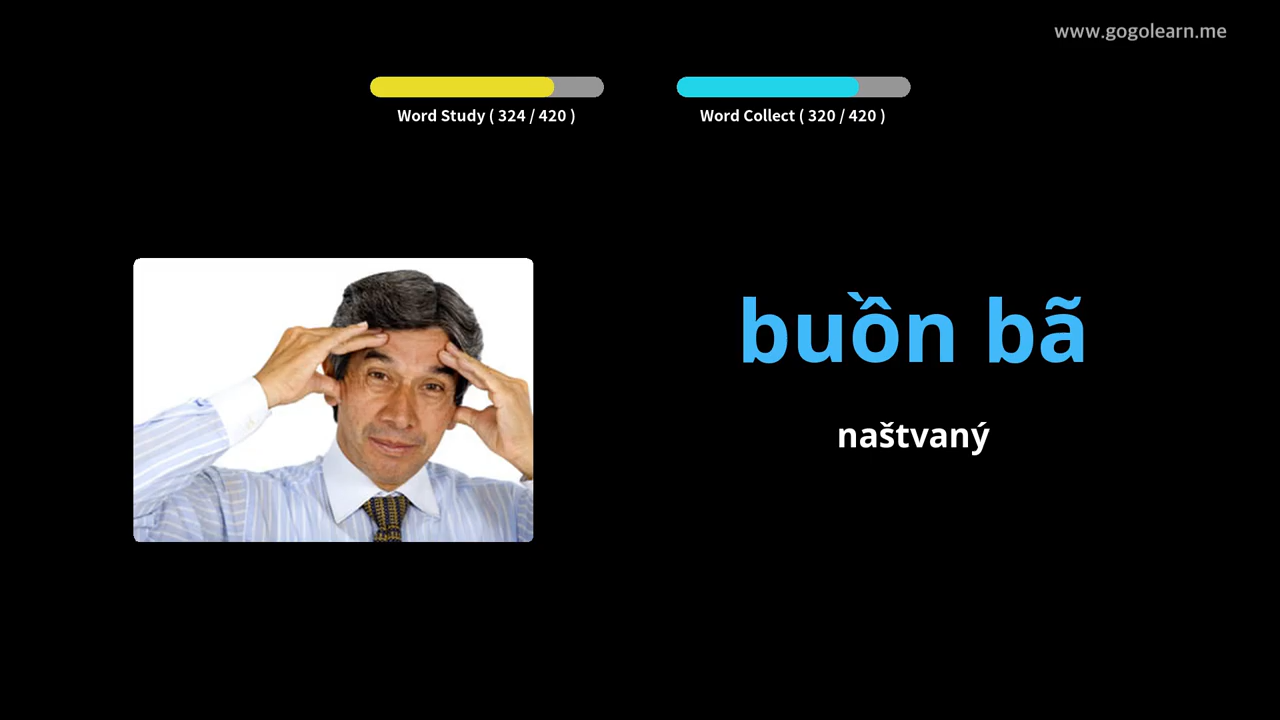 www.gogolearn.me
Word Study ( 324 / 420 )
Word Collect ( 320 / 420 )
buồn bã
naštvaný